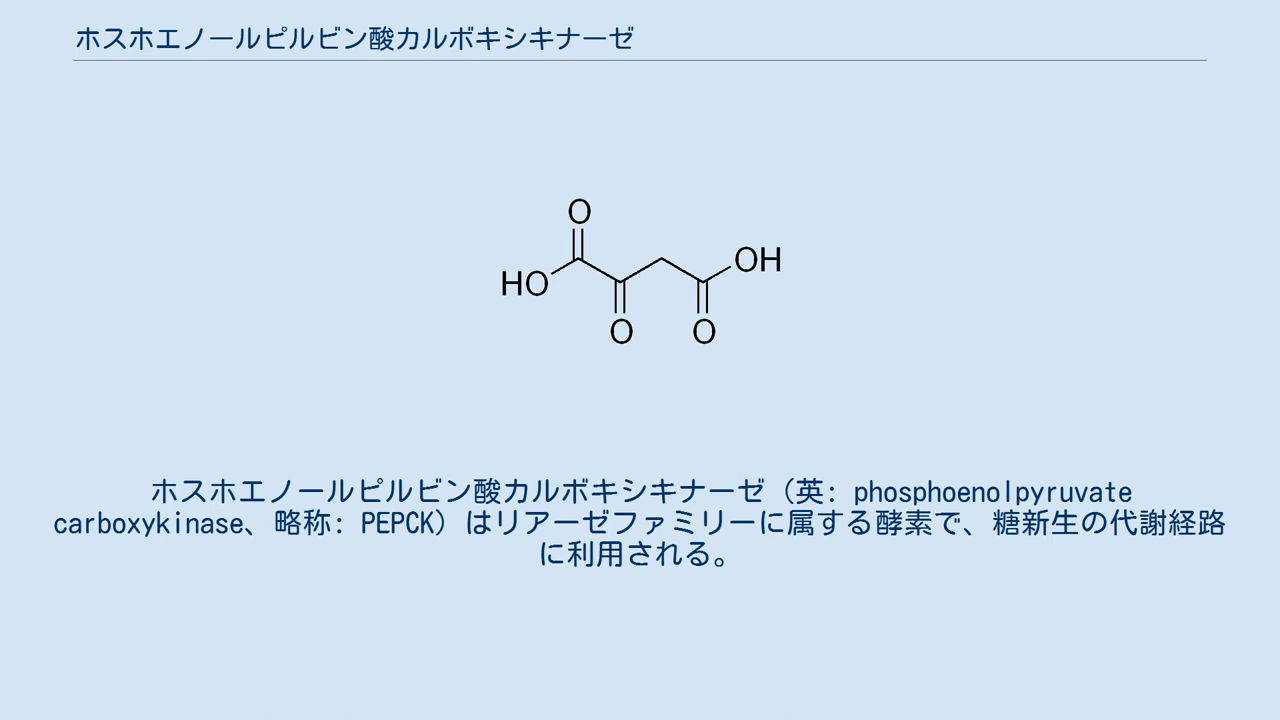 ホスホエノールピルビン酸カルボキシキナーゼ
O
OH
HO
O
O
ホスホエノールピルビン酸カルボキシキナーゼ（英: phosphoenolpyruvate
carboxykinase、略称: PEPCK）はリアーゼファミリーに属する酵素で、糖新生の代謝経路
に利用される。